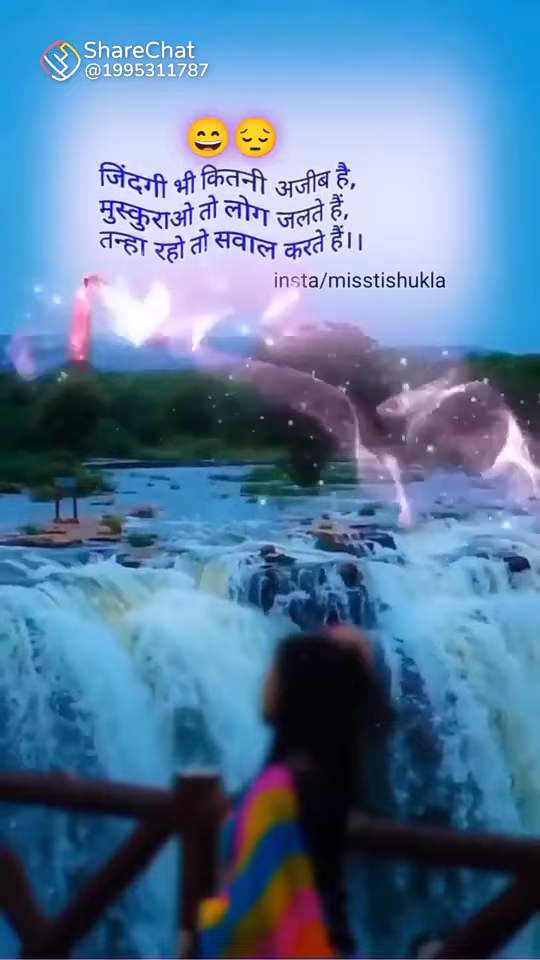 ShareChat
@1995311787
😄😔
जिंदगी भी कितनी अजीब है,
मुस्कुराओ तो लोग जलते हैं,
तन्हा रहो तो सवाल करते हैं।।
insta/misstishukla